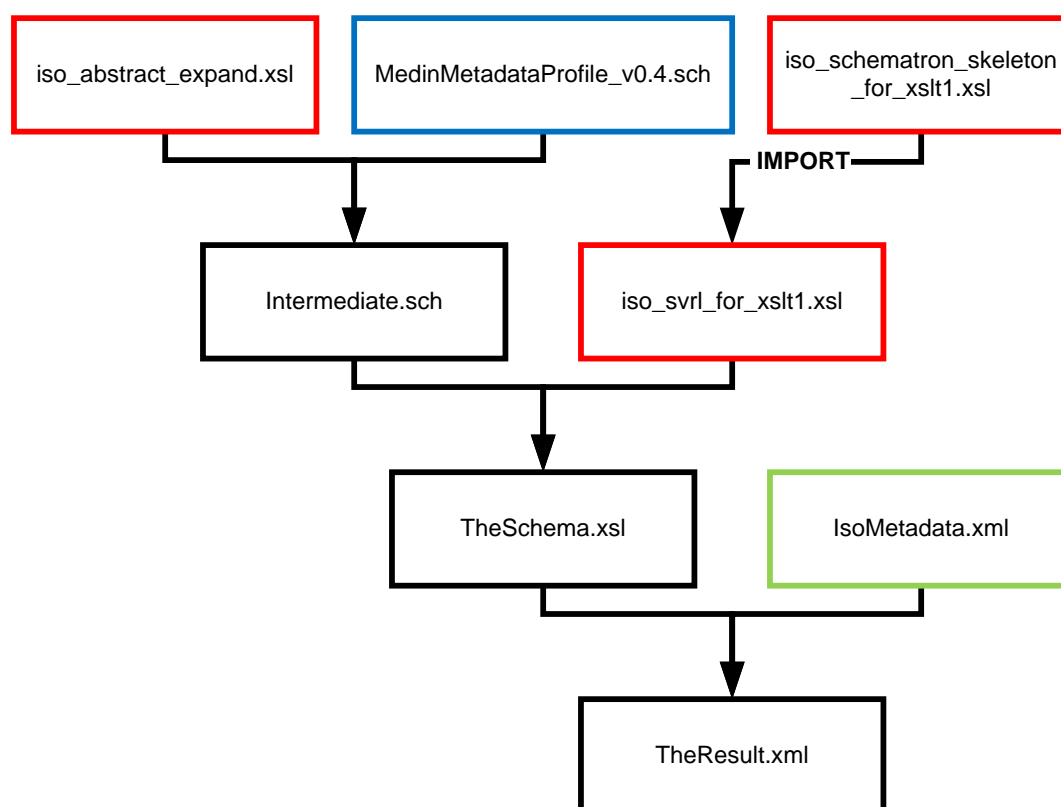 iso_abstract_expand.xsl
MedinMetadataProfile_v0.4.sch
iso_schematron_skeleton
_for_xslt1.xsl
IMPORT
Intermediate.sch
iso_svrl_for_xslt1.xsl
TheSchema.xsl
IsoMetadata.xml
TheResult.xml